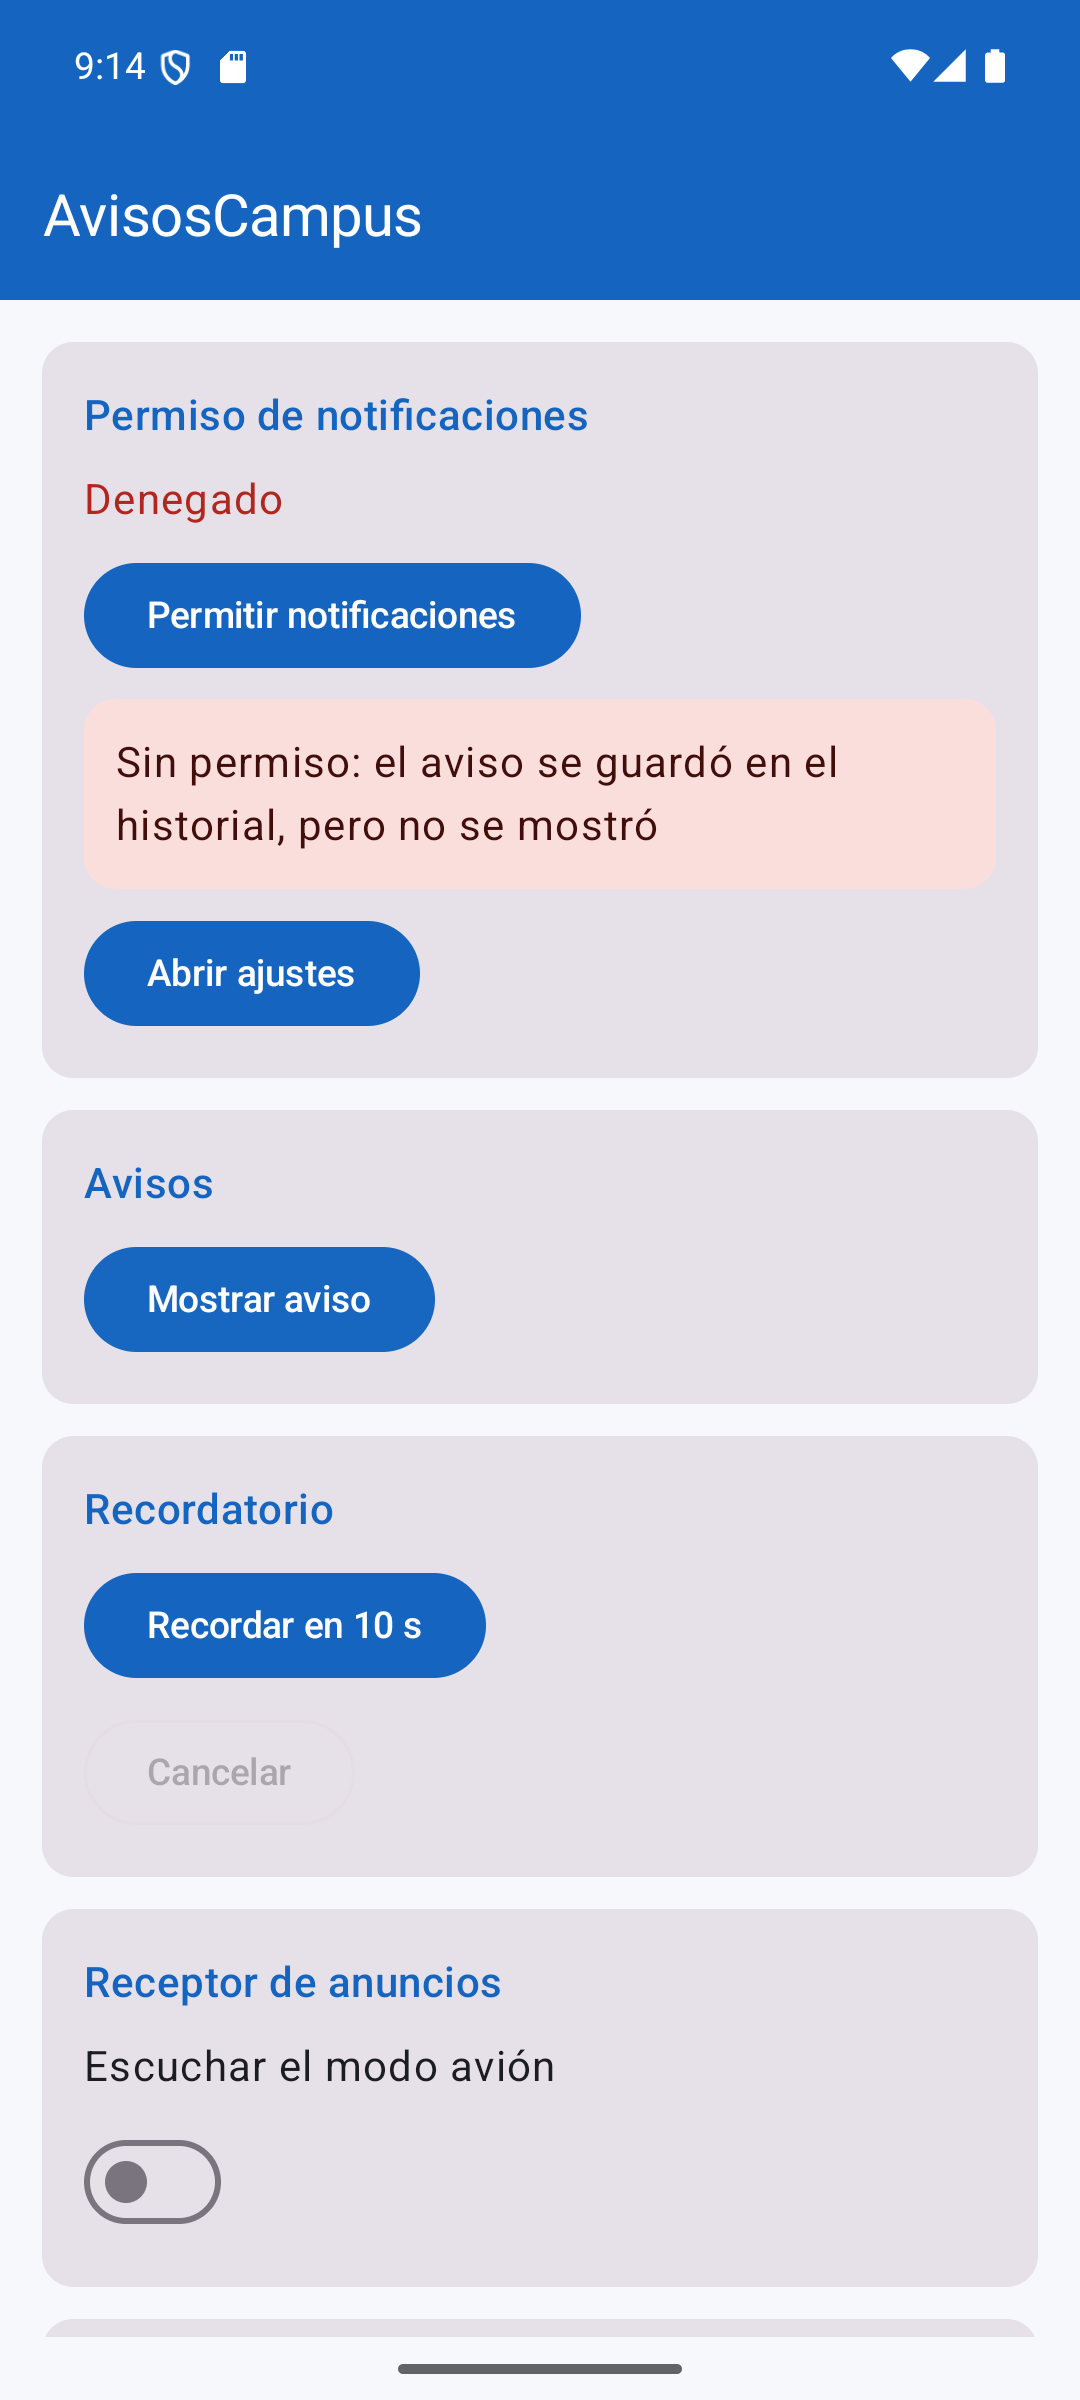 9:14
AvisosCampus
Permiso de notificaciones
Denegado
Permitir notificaciones
Sin permiso: el aviso se guardó en el
historial, pero no se mostró
Abrir ajustes
Avisos
Mostrar aviso
Recordatorio
Recordar en 10 s
Cancelar
Receptor de anuncios
Escuchar el modo avión